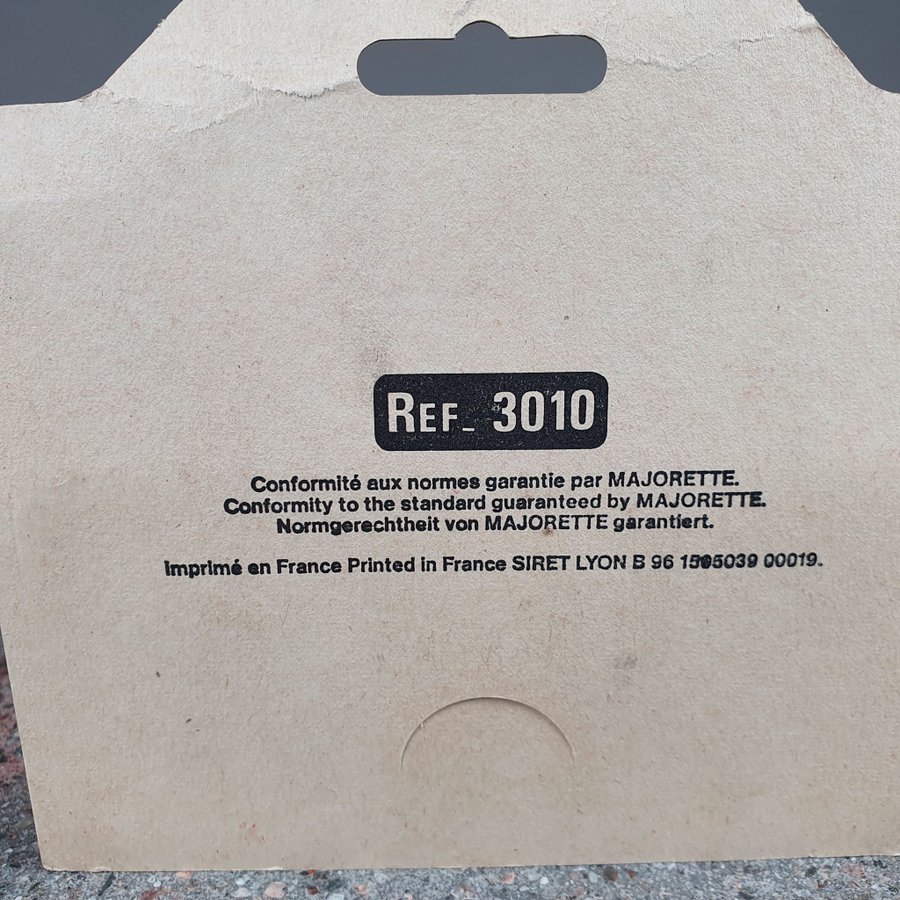 REF_ 3010
Conformité aux normes garantie par MAJORETTE.
Conformity to the standard guaranteed by MAJORETTE.
Normgerechtheit von MAJORETTE garantiert.
Imprimé en France Printed in France SIRET LYON B 96 1505039 00019.